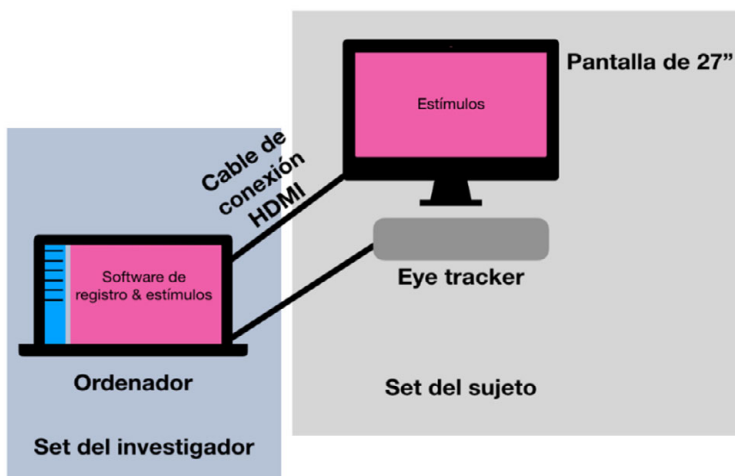 Pantalla de 27”
Estímulos
Cable de
conexión
HDMI
Software de
registro & estímulos
Eye tracker
Ordenador
Set del sujeto
Set del investigador